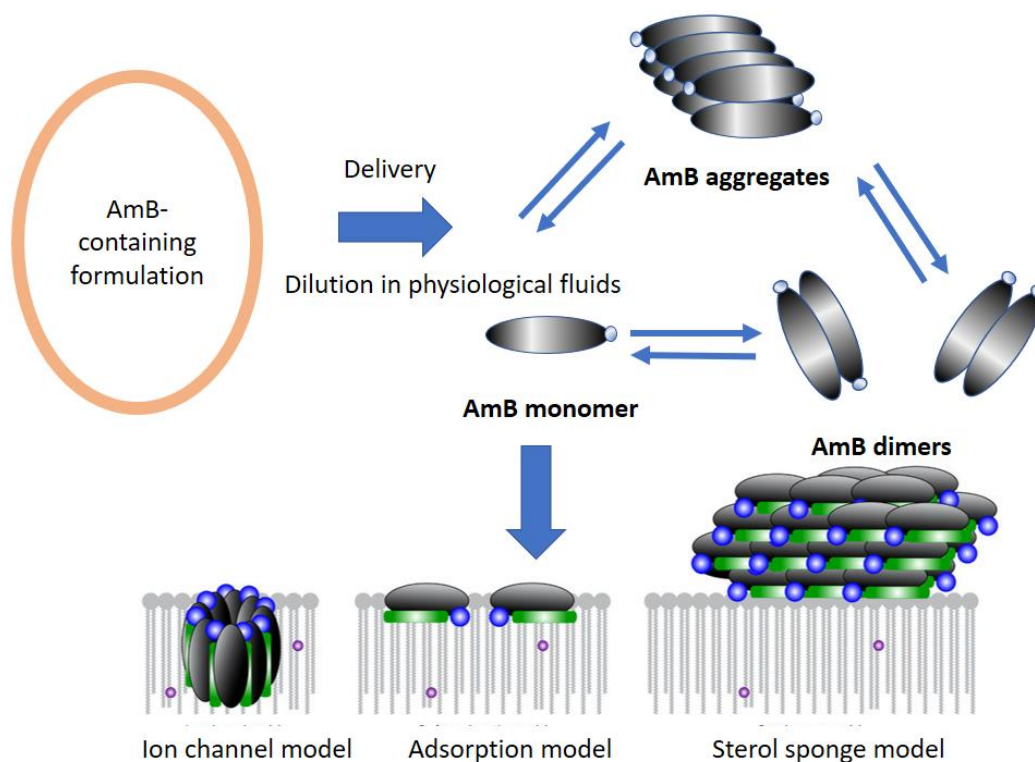 AmB-
containing
formulation
Delivery
Dilution in physiological fluids
AmB aggregates
AmB monomer
AmB dimers
Ion channel model
Adsorption model
Sterol sponge model